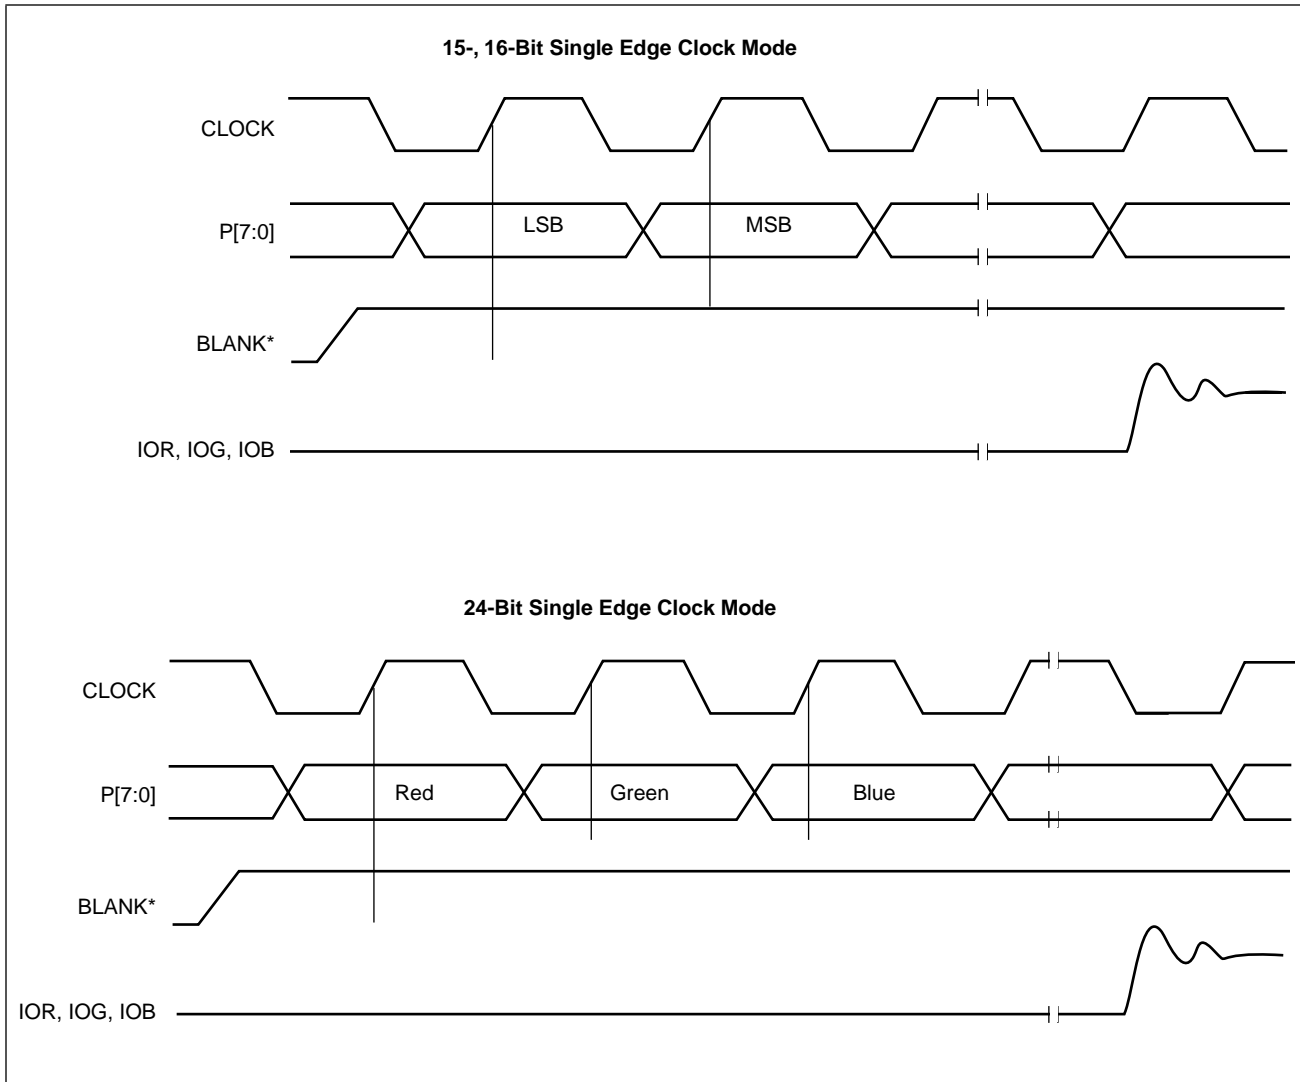 15-, 16-Bit Single Edge Clock Mode
CLOCK
P[7:0]
LSB
MSB
BLANK*
IOR, IOG, IOB
24-Bit Single Edge Clock Mode
CLOCK
P[7:0]
Red
Green
Blue
BLANK*
IOR, IOG, IOB